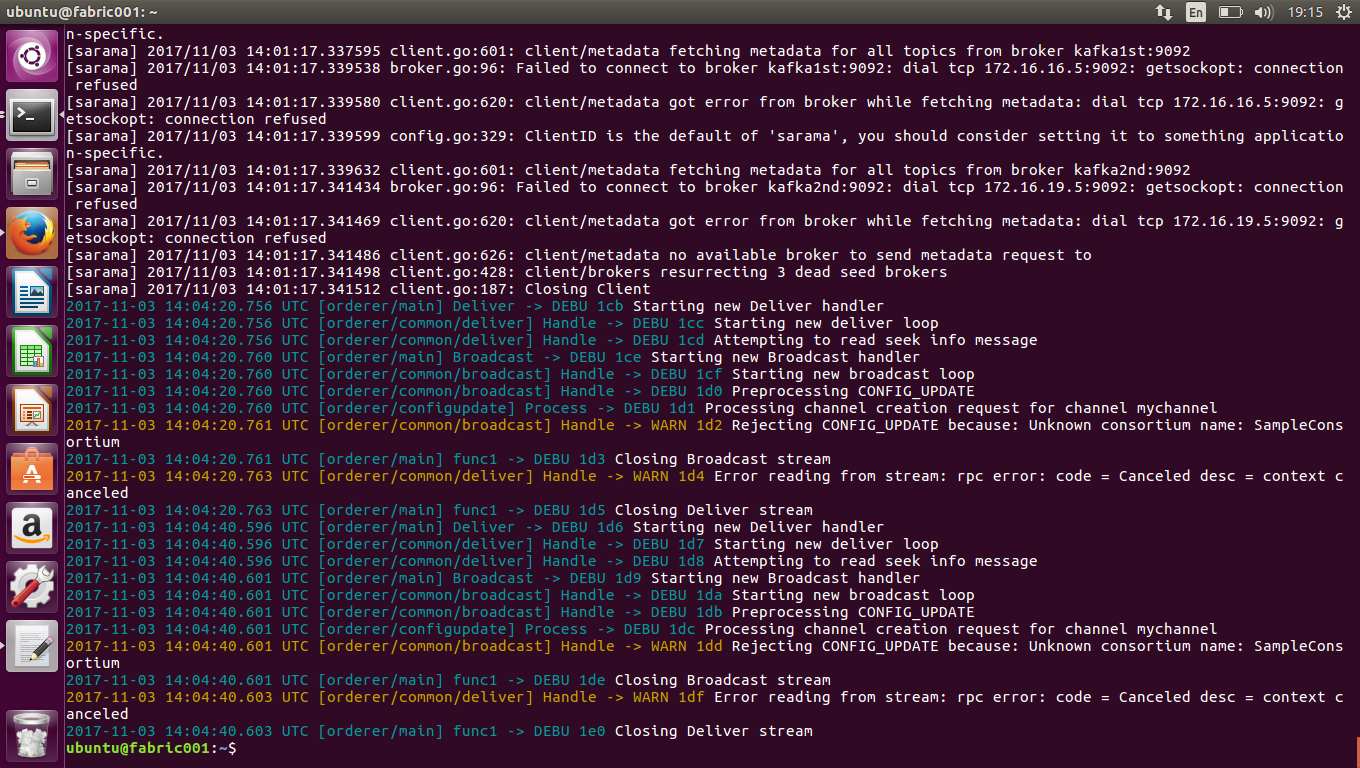 ubuntu@fabric001: ~
En
19:15
n-specific.
[sarama] 2017/11/03 14:01:17.337595 client.go:601: client/metadata fetching metadata for all topics from broker kafka1st:9092
[sarama] 2017/11/03 14:01:17.339538 broker.go:96: Failed to connect to broker kafka1st:9092: dial tcp 172.16.16.5:9092: getsockopt: connection
 refused
[sarama] 2017/11/03 14:01:17.339580 client.go:620: client/metadata got error from broker while fetching metadata: dial tcp 172.16.16.5:9092: g
etsockopt: connection refused
[sarama] 2017/11/03 14:01:17.339599 config.go:329: ClientID is the default of 'sarama', you should consider setting it to something applicatio
n-specific.
[sarama] 2017/11/03 14:01:17.339632 client.go:601: client/metadata fetching metadata for all topics from broker kafka2nd:9092
[sarama] 2017/11/03 14:01:17.341434 broker.go:96: Failed to connect to broker kafka2nd:9092: dial tcp 172.16.19.5:9092: getsockopt: connection
 refused
[sarama] 2017/11/03 14:01:17.341469 client.go:620: client/metadata got error from broker while fetching metadata: dial tcp 172.16.19.5:9092: g
etsockopt: connection refused
[sarama] 2017/11/03 14:01:17.341486 client.go:626: client/metadata no available broker to send metadata request to
[sarama] 2017/11/03 14:01:17.341498 client.go:428: client/brokers resurrecting 3 dead seed brokers
[sarama] 2017/11/03 14:01:17.341512 client.go:187: Closing Client
2017-11-03 14:04:20.756 UTC [orderer/main] Deliver -> DEBU 1cb Starting new Deliver handler
2017-11-03 14:04:20.756 UTC [orderer/common/deliver] Handle -> DEBU 1cc Starting new deliver loop
2017-11-03 14:04:20.756 UTC [orderer/common/deliver] Handle -> DEBU 1cd Attempting to read seek info message
2017-11-03 14:04:20.760 UTC [orderer/main] Broadcast -> DEBU 1ce Starting new Broadcast handler
2017-11-03 14:04:20.760 UTC [orderer/common/broadcast] Handle -> DEBU 1cf Starting new broadcast loop
2017-11-03 14:04:20.760 UTC [orderer/common/broadcast] Handle -> DEBU 1d0 Preprocessing CONFIG_UPDATE
2017-11-03 14:04:20.760 UTC [orderer/configupdate] Process -> DEBU 1d1 Processing channel creation request for channel mychannel
2017-11-03 14:04:20.761 UTC [orderer/common/broadcast] Handle -> WARN 1d2 Rejecting CONFIG_UPDATE because: Unknown consortium name: SampleCons
ortium
2017-11-03 14:04:20.761 UTC [orderer/main] func1 -> DEBU 1d3 Closing Broadcast stream
2017-11-03 14:04:20.763 UTC [orderer/common/deliver] Handle -> WARN 1d4 Error reading from stream: rpc error: code = Canceled desc = context c
anceled
2017-11-03 14:04:20.763 UTC [orderer/main] func1 -> DEBU 1d5 Closing Deliver stream
2017-11-03 14:04:40.596 UTC [orderer/main] Deliver -> DEBU 1d6 Starting new Deliver handler
2017-11-03 14:04:40.596 UTC [orderer/common/deliver] Handle -> DEBU 1d7 Starting new deliver loop
2017-11-03 14:04:40.596 UTC [orderer/common/deliver] Handle -> DEBU 1d8 Attempting to read seek info message
2017-11-03 14:04:40.601 UTC [orderer/main] Broadcast -> DEBU 1d9 Starting new Broadcast handler
2017-11-03 14:04:40.601 UTC [orderer/common/broadcast] Handle -> DEBU 1da Starting new broadcast loop
2017-11-03 14:04:40.601 UTC [orderer/common/broadcast] Handle -> DEBU 1db Preprocessing CONFIG_UPDATE
2017-11-03 14:04:40.601 UTC [orderer/configupdate] Process -> DEBU 1dc Processing channel creation request for channel mychannel
2017-11-03 14:04:40.601 UTC [orderer/common/broadcast] Handle -> WARN 1dd Rejecting CONFIG_UPDATE because: Unknown consortium name: SampleCons
ortium
2017-11-03 14:04:40.601 UTC [orderer/main] func1 -> DEBU 1de Closing Broadcast stream
2017-11-03 14:04:40.603 UTC [orderer/common/deliver] Handle -> WARN 1df Error reading from stream: rpc error: code = Canceled desc = context c
anceled
2017-11-03 14:04:40.603 UTC [orderer/main] func1 -> DEBU 1e0 Closing Deliver stream
ubuntu@fabric001:~$